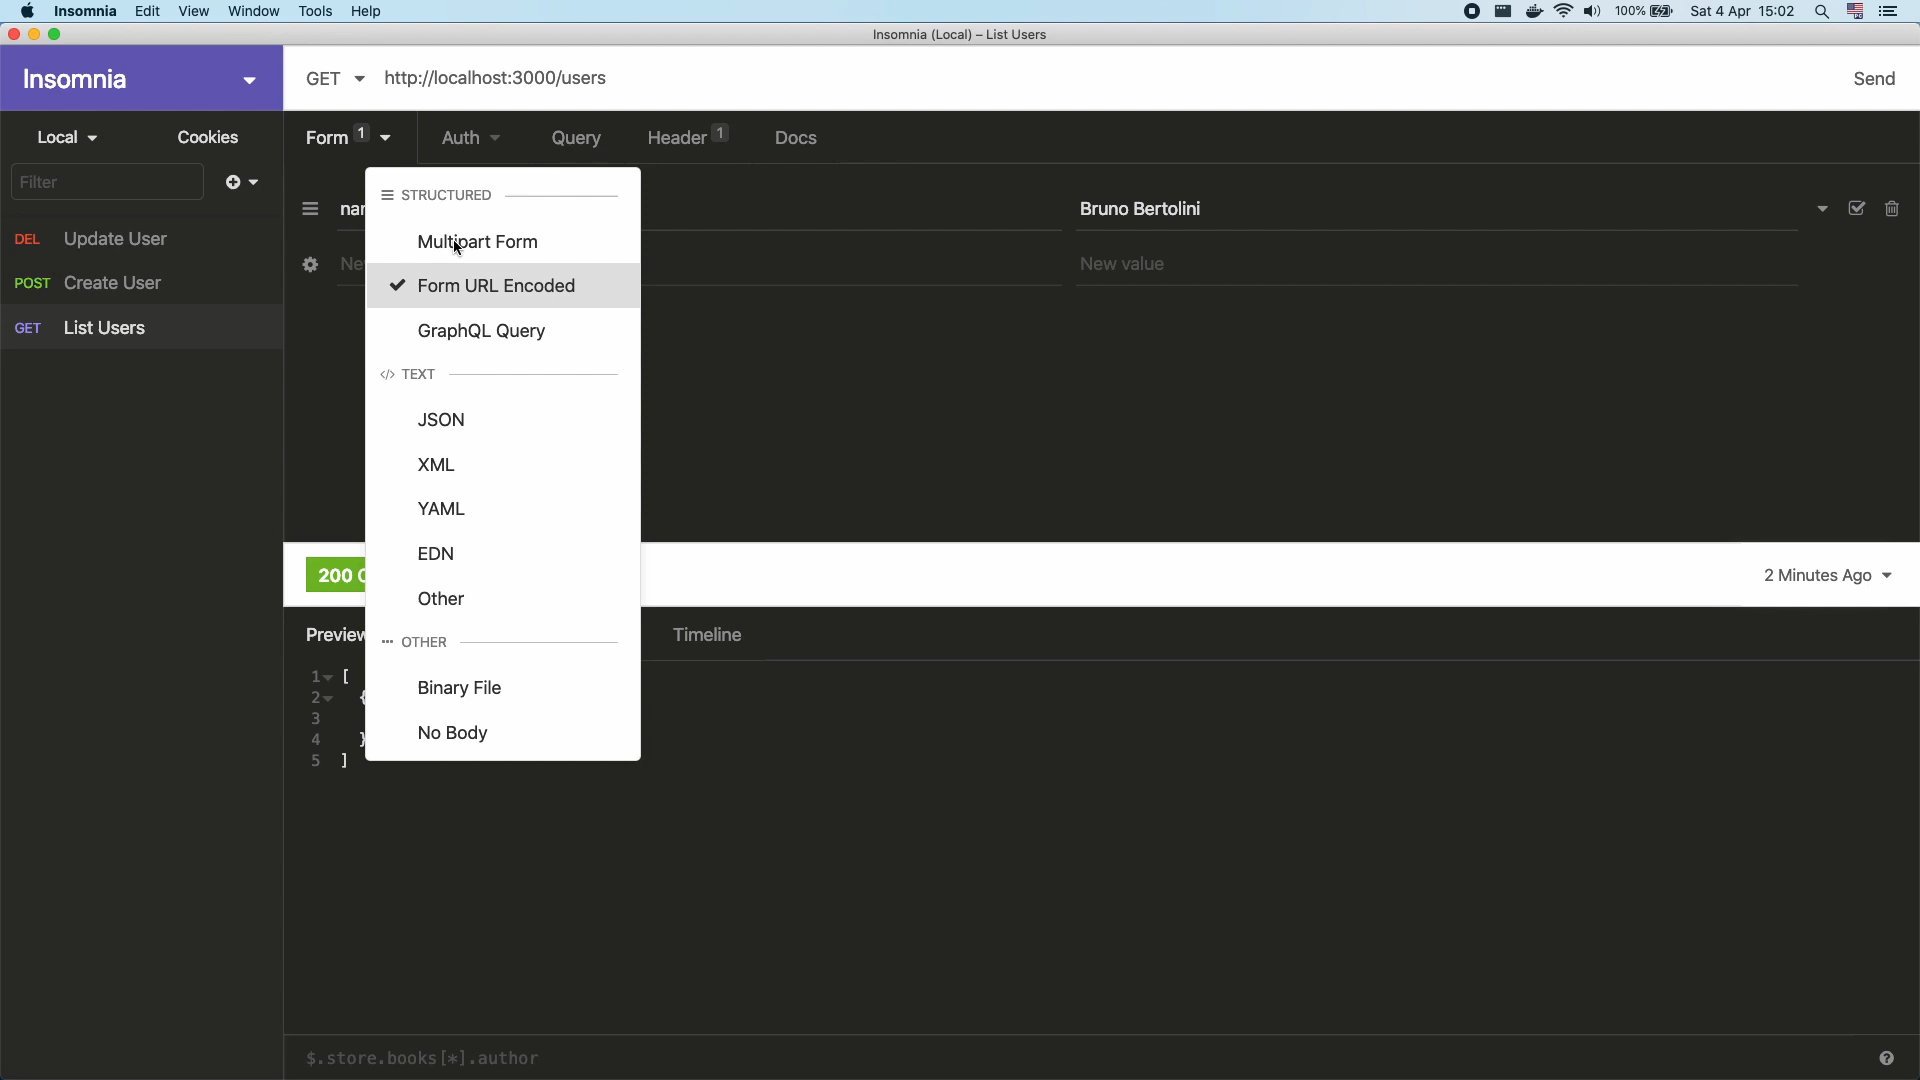 Insomnia Edit View Window Tools Help 100% Sat 4 Apr 15:02
Insomnia (Local) – List Users
Insomnia GET http://localhost:3000/users Send
Local Cookies Form 1 Auth Query Header 1 Docs
Filter
STRUCTURED
Bruno Bertolini
DEL Update User
Multipart Form
New value
POST Create User
Form URL Encoded
GET List Users
GraphQL Query
</> TEXT
JSON
XML
YAML
EDN
200
2 Minutes Ago
Other
Preview
OTHER
Timeline
1 [
2 {
Binary File
3
4 }
No Body
5 ]
$.store.books[*].author